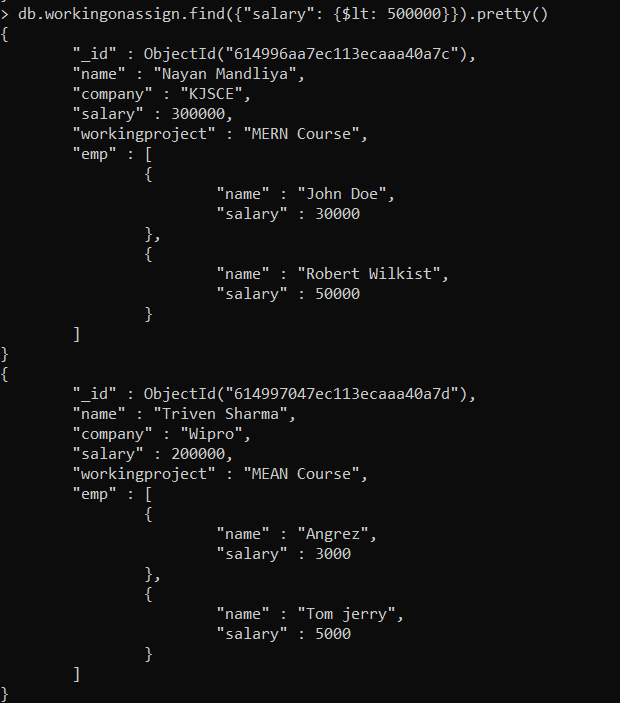 > db.workingonassign.find({"salary": {$lt: 500000}}).pretty()
{
        "_id" : ObjectId("614996aa7ec113ecaaa40a7c"),
        "name" : "Nayan Mandliya",
        "company" : "KJSCE",
        "salary" : 300000,
        "workingproject" : "MERN Course",
        "emp" : [
                {
                        "name" : "John Doe",
                        "salary" : 30000
                },
                {
                        "name" : "Robert Wilkist",
                        "salary" : 50000
                }
        ]
}
{
        "_id" : ObjectId("614997047ec113ecaaa40a7d"),
        "name" : "Triven Sharma",
        "company" : "Wipro",
        "salary" : 200000,
        "workingproject" : "MEAN Course",
        "emp" : [
                {
                        "name" : "Angrez",
                        "salary" : 3000
                },
                {
                        "name" : "Tom jerry",
                        "salary" : 5000
                }
        ]
}